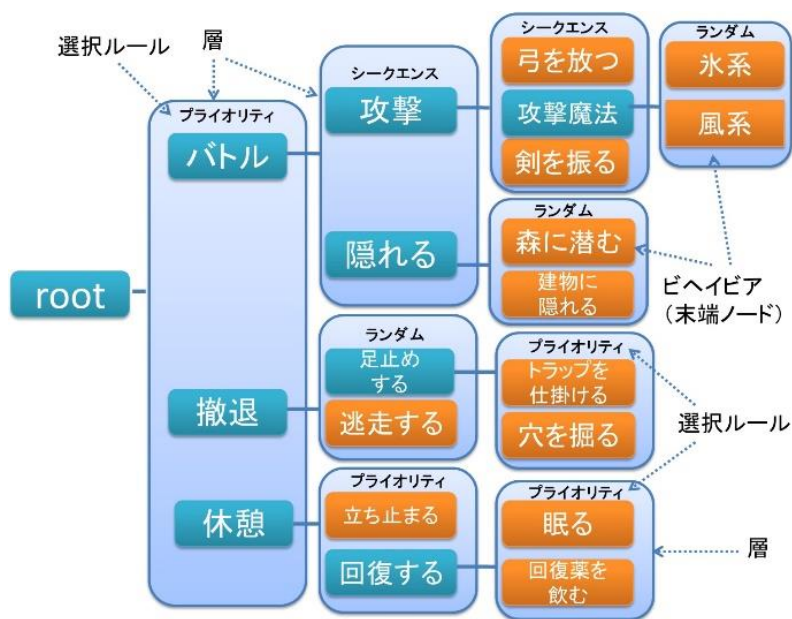 選択ルール
層
プライオリティ
バトル
撤退
休憩
root
シークエンス
攻撃
隠れる
シークエンス
弓を放つ
攻撃魔法
剣を振る
ランダム
氷系
風系
ランダム
森に潜む
建物に
隠れる
ビヘイビア
（末端ノード）
ランダム
足止め
する
逃走する
プライオリティ
トラップを
仕掛ける
穴を掘る
選択ルール
プライオリティ
立ち止まる
回復する
プライオリティ
眠る
回復薬を
飲む
層